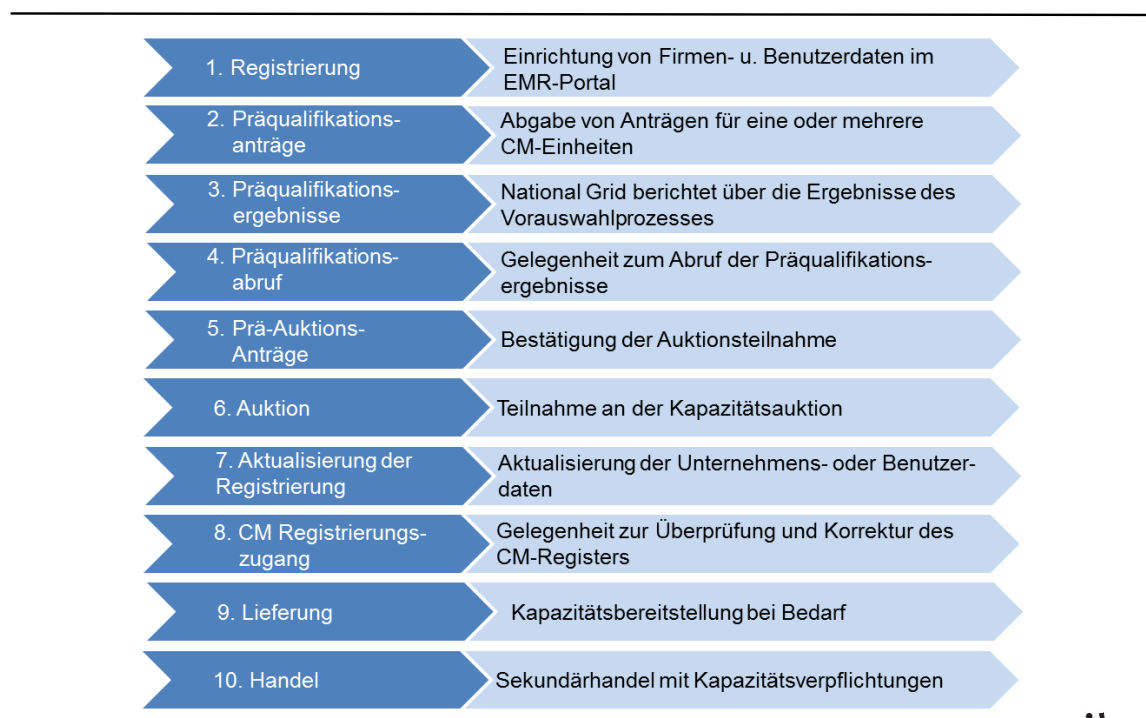 1. Registrierung
Einrichtung von Firmen- u. Benutzerdaten im
EMR-Portal
2. Präqualifikations-
anträge
Abgabe von Anträgen für eine oder mehrere
CM-Einheiten
3. Präqualifikations-
ergebnisse
National Grid berichtet über die Ergebnisse des
Vorauswahlprozesses
4. Präqualifikations-
abruf
Gelegenheit zum Abruf der Präqualifikations-
ergebnisse
5. Prä-Auktions-
Anträge
Bestätigung der Auktionsteilnahme
6. Auktion
Teilnahme an der Kapazitätsauktion
7. Aktualisierung der
Registrierung
Aktualisierung der Unternehmens- oder Benutzer-
daten
8. CM Registrierungs-
zugang
Gelegenheit zur Überprüfung und Korrektur des
CM-Registers
9. Lieferung
Kapazitätsbereitstellung bei Bedarf
10. Handel
Sekundärhandel mit Kapazitätsverpflichtungen